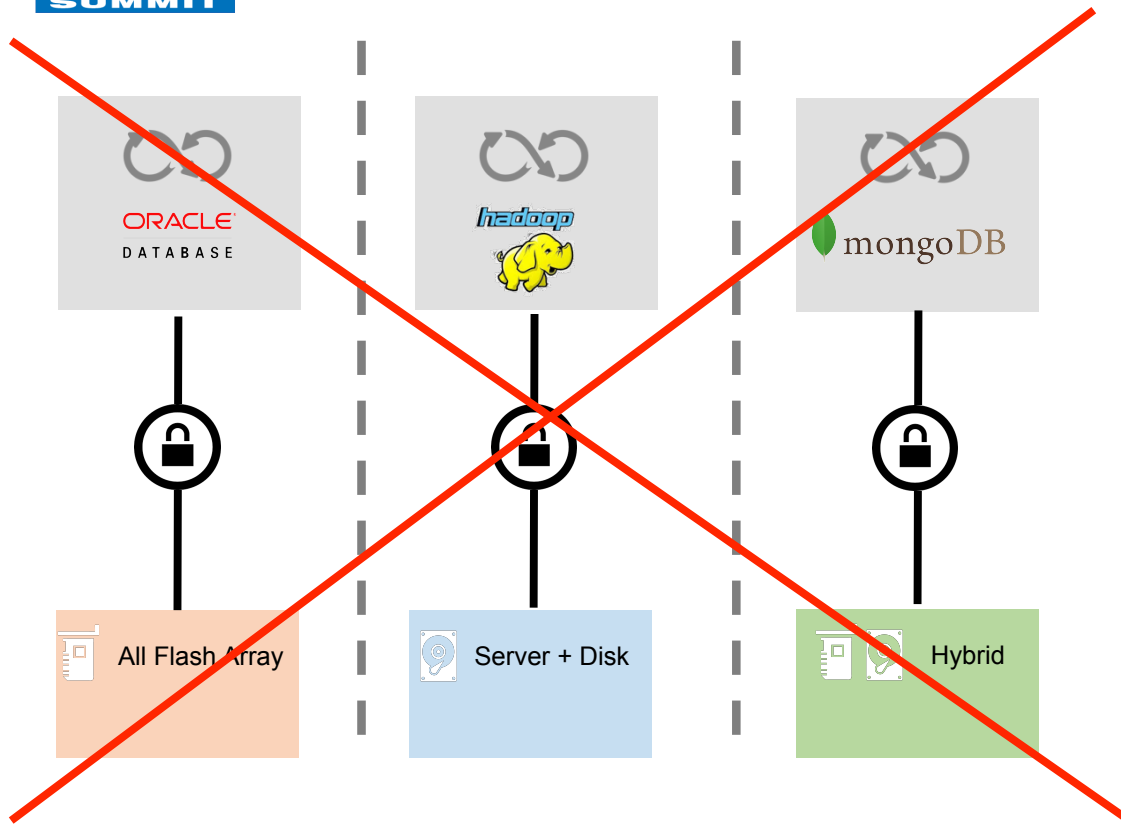 SUMMIT
ORACLE
DATABASE
hadoop
mongoDB
All Flash Array
Server + Disk
Hybrid